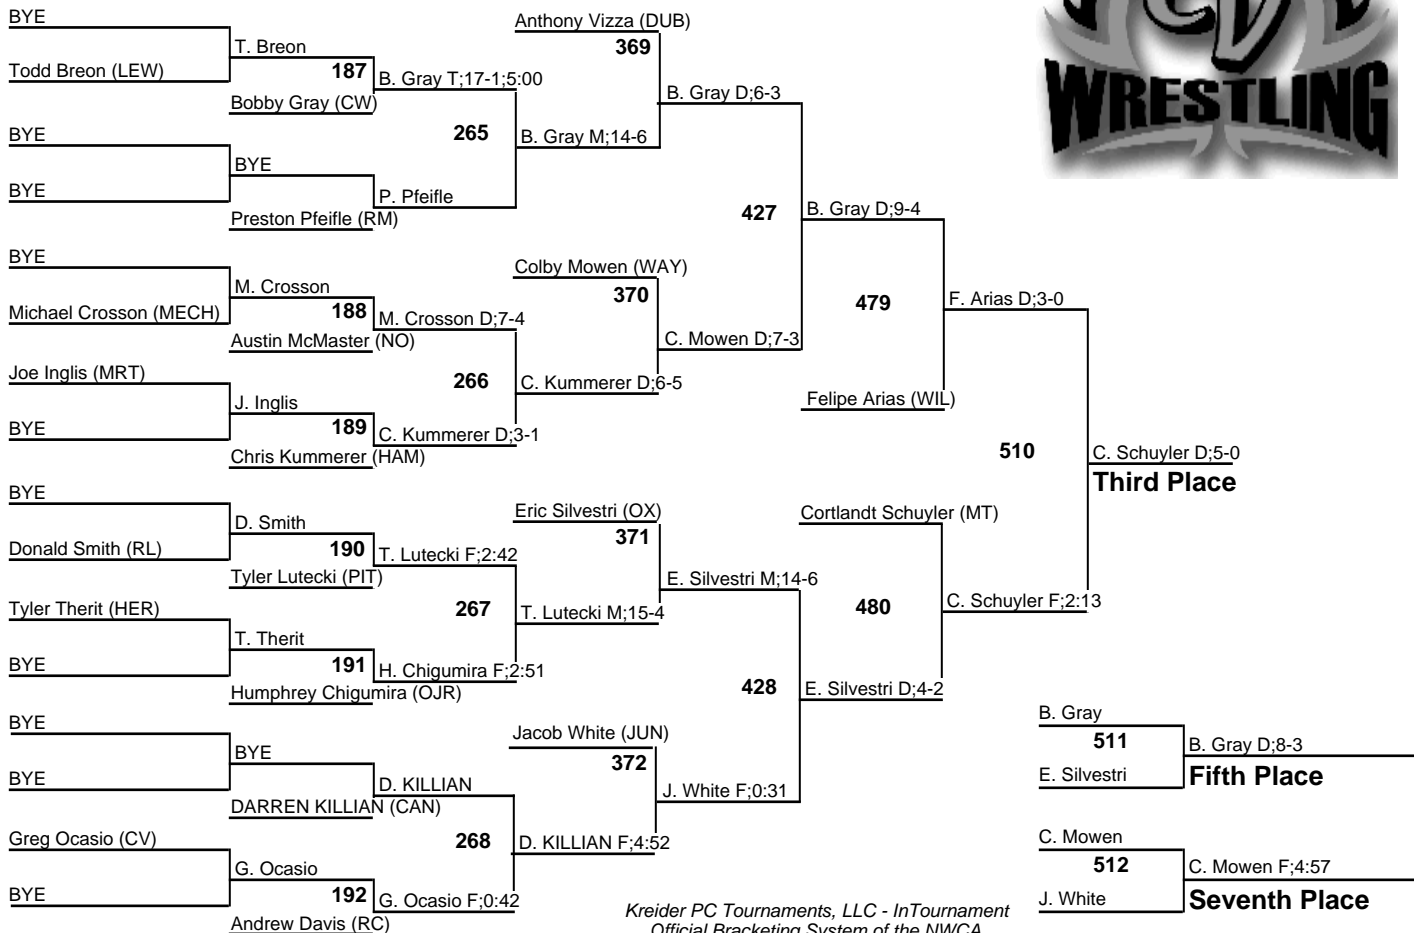 BYE
Todd Breon (LEW)
T. Breon
187
Bobby Gray (CW)
B. Gray T;17-1;5:00
BYE
BYE
BYE
Preston Pfeifle (RM)
P. Pfeifle
265
B. Gray M;14-6
Anthony Vizza (DUB)
369
B. Gray D;6-3
BYE
Michael Crosson (MECH)
M. Crosson
188
Austin McMaster (NO)
M. Crosson D;7-4
Joe Inglis (MRT)
BYE
J. Inglis
189
Chris Kummerer (HAM)
C. Kummerer D;3-1
266
C. Kummerer D;6-5
Colby Mowen (WAY)
370
C. Mowen D;7-3
427
B. Gray D;9-4
479
Felipe Arias (WIL)
F. Arias D;3-0
BYE
Donald Smith (RL)
D. Smith
190
Tyler Lutecki (PIT)
T. Lutecki F;2:42
Tyler Therit (HER)
BYE
T. Therit
191
Humphrey Chigumira (OJR)
H. Chigumira F;2:51
267
T. Lutecki M;15-4
Eric Silvestri (OX)
371
E. Silvestri M;14-6
BYE
BYE
BYE
DARREN KILLIAN (CAN)
D. KILLIAN
Greg Ocasio (CV)
BYE
G. Ocasio
192
Andrew Davis (RC)
G. Ocasio F;0:42
268
D. KILLIAN F;4:52
Jacob White (JUN)
372
J. White F;0:31
428
E. Silvestri D;4-2
Cortlandt Schuyler (MT)
480
C. Schuyler F;2:13
510
C. Schuyler D;5-0
Third Place
B. Gray
511
E. Silvestri
B. Gray D;8-3
Fifth Place
C. Mowen
512
J. White
C. Mowen F;4:57
Seventh Place
WRESTLING
Kreider PC Tournaments, LLC - InTournament
Official Bracketing System of the NWCA